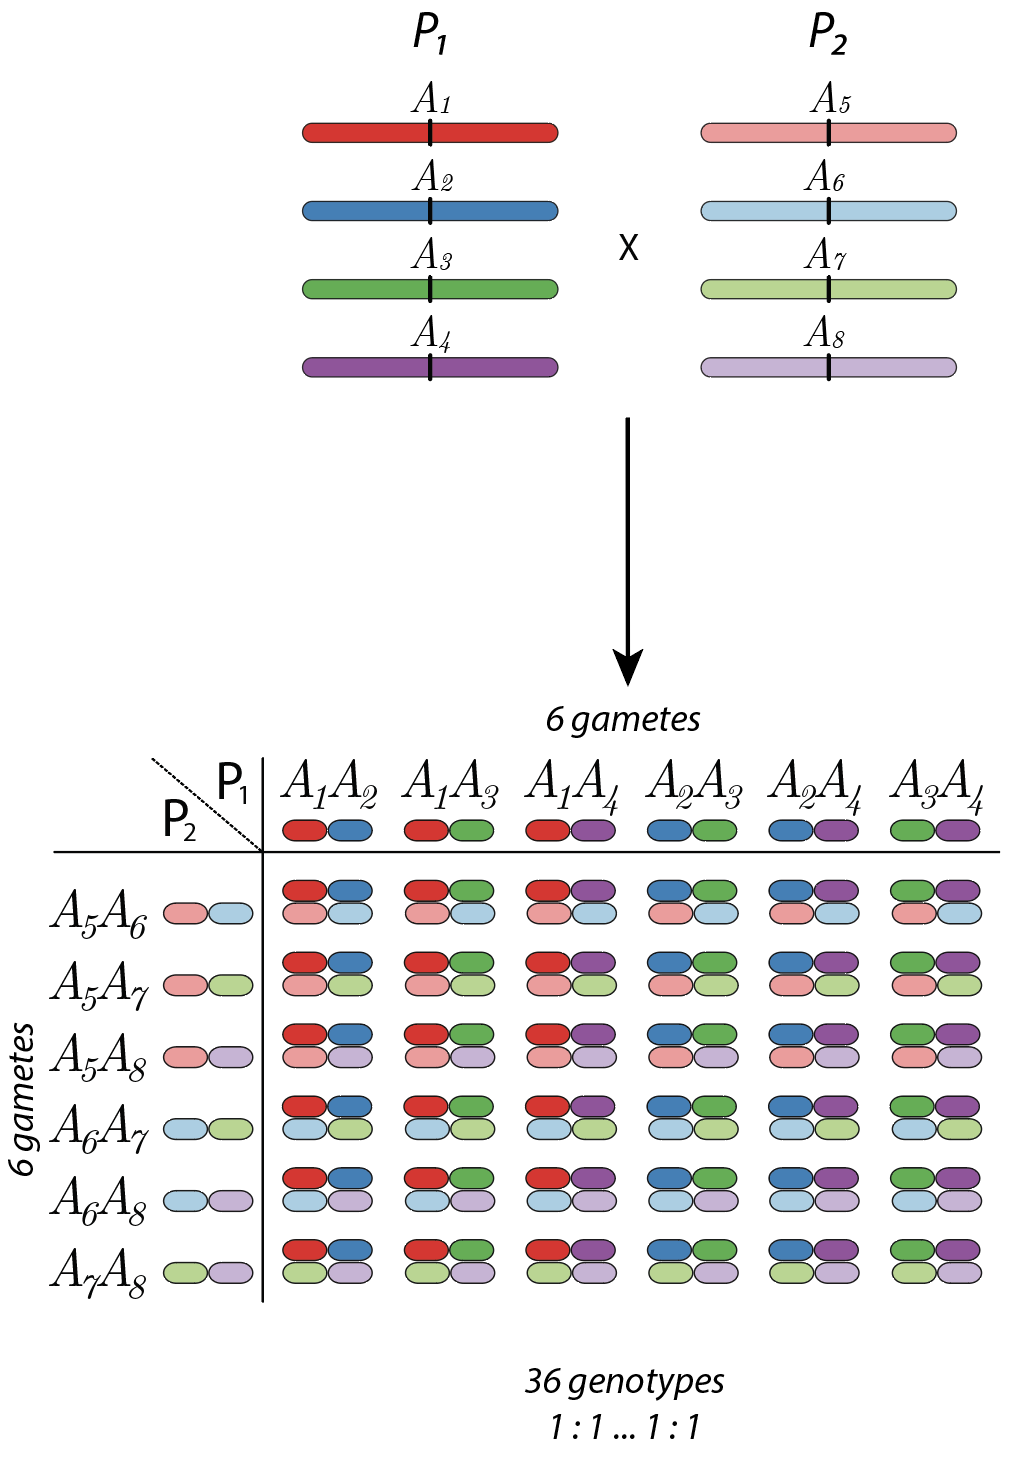 P₁ P₂
A₁ A₅
A₂ A₆
X
A₃ A₇
A₄ A₈
6 gametes
P₁
P₂
A₁A₂ A₁A₃ A₁A₄ A₂A₃ A₂A₄ A₃A₄
6 gametes
A₅A₆
A₅A₇
A₅A₈
A₆A₇
A₆A₈
A₇A₈
36 genotypes
1 : 1 ... 1 : 1